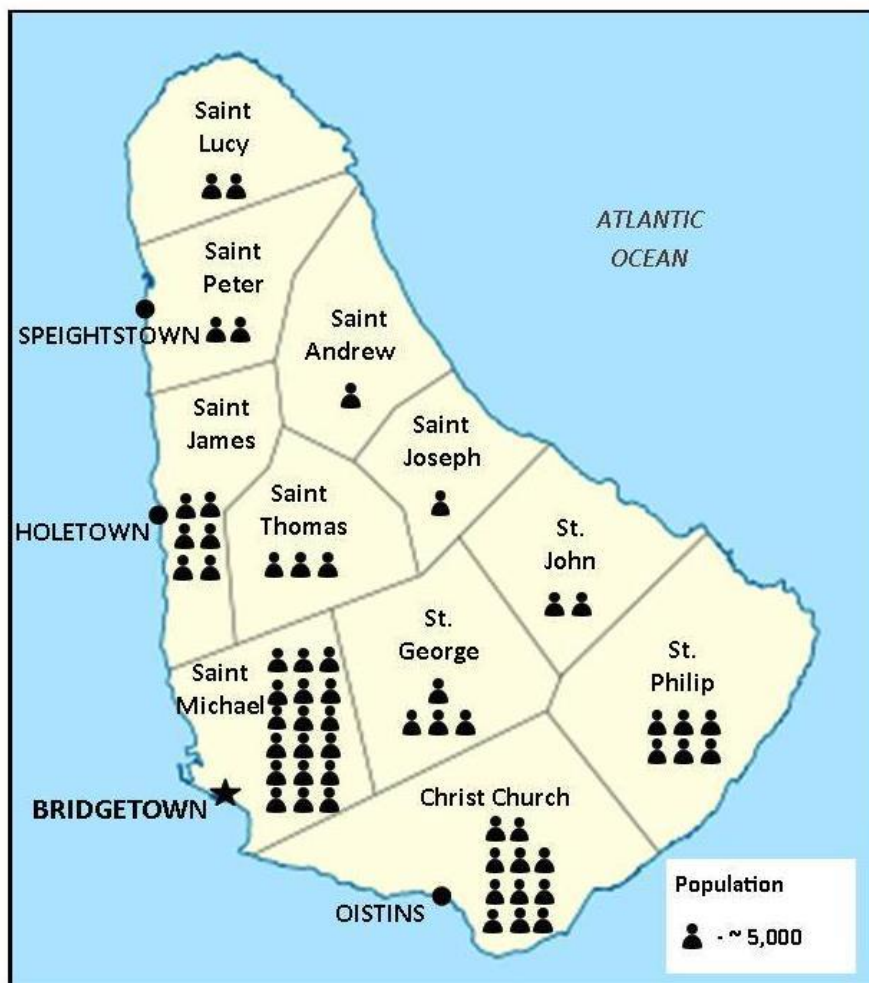 Saint
Lucy
ATLANTIC
OCEAN
Saint
Peter
SPEIGHTSTOWN
Saint
Andrew
Saint
James
Saint
Joseph
HOLETOWN
Saint
Thomas
St.
John
St.
George
Saint
Michael
St.
Philip
BRIDGETOWN
Christ Church
OISTINS
Population
- ~ 5,000